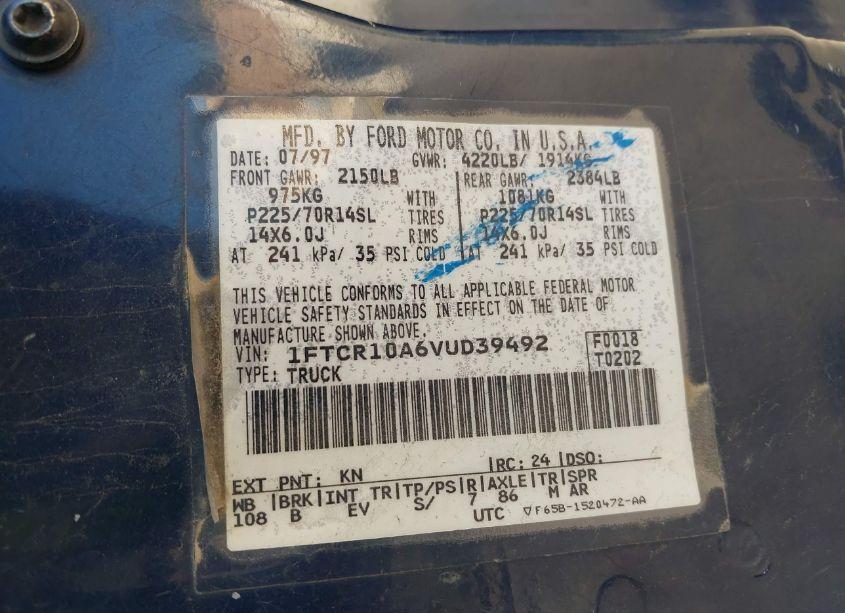 MFD. BY FORD MOTOR CO. IN U.S.A.
DATE: 07/97 GVWR: 4220LB/ 1914KG
FRONT GAWR: 2150LB REAR GAWR: 2384LB
975KG WITH 1081KG WITH
P225/70R14SL TIRES P225/70R14SL TIRES
14X6.0J RIMS 14X6.0J RIMS
AT 241 kPa/ 35 PSI COLD AT 241 kPa/ 35 PSI COLD
THIS VEHICLE CONFORMS TO ALL APPLICABLE FEDERAL MOTOR
VEHICLE SAFETY STANDARDS IN EFFECT ON THE DATE OF
MANUFACTURE SHOWN ABOVE.
VIN: 1FTCR10A6VUD39492 F0018
TYPE: TRUCK T0202
EXT PNT: KN RC: 24 DSO:
WB BRK INT TR TP/PS R AXLE TR SPR
108 B EV S/ 7 86 M AR
UTC ▽F65B-1520472-AA